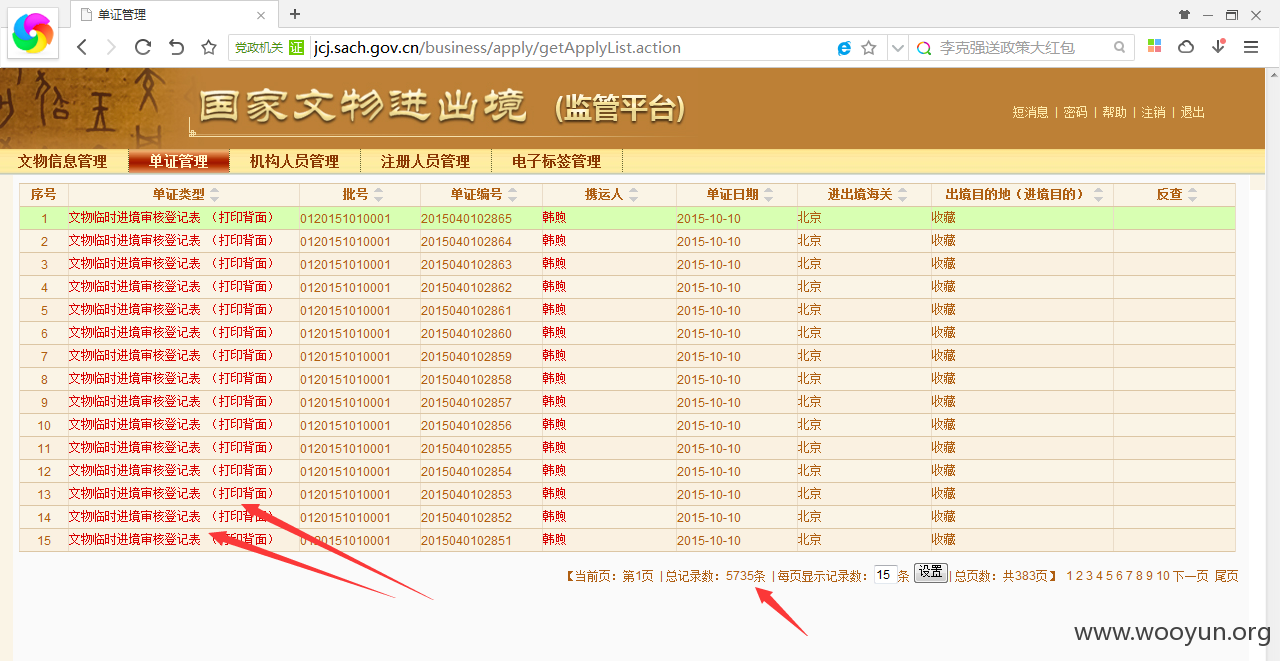 单证管理
党政机关 证 jcj.sach.gov.cn/business/apply/getApplyList.action 李克强送政策大红包
国家文物进出境 (监管平台)
短消息 | 密码 | 帮助 | 注销 | 退出
文物信息管理 单证管理 机构人员管理 注册人员管理 电子标签管理
序号 单证类型 批号 单证编号 携运人 单证日期 进出境海关 出境目的地（进境目的） 反查
1 文物临时进境审核登记表 （打印背面） 0120151010001 2015040102865 韩昫 2015-10-10 北京 收藏
2 文物临时进境审核登记表 （打印背面） 0120151010001 2015040102864 韩昫 2015-10-10 北京 收藏
3 文物临时进境审核登记表 （打印背面） 0120151010001 2015040102863 韩昫 2015-10-10 北京 收藏
4 文物临时进境审核登记表 （打印背面） 0120151010001 2015040102862 韩昫 2015-10-10 北京 收藏
5 文物临时进境审核登记表 （打印背面） 0120151010001 2015040102861 韩昫 2015-10-10 北京 收藏
6 文物临时进境审核登记表 （打印背面） 0120151010001 2015040102860 韩昫 2015-10-10 北京 收藏
7 文物临时进境审核登记表 （打印背面） 0120151010001 2015040102859 韩昫 2015-10-10 北京 收藏
8 文物临时进境审核登记表 （打印背面） 0120151010001 2015040102858 韩昫 2015-10-10 北京 收藏
9 文物临时进境审核登记表 （打印背面） 0120151010001 2015040102857 韩昫 2015-10-10 北京 收藏
10 文物临时进境审核登记表 （打印背面） 0120151010001 2015040102856 韩昫 2015-10-10 北京 收藏
11 文物临时进境审核登记表 （打印背面） 0120151010001 2015040102855 韩昫 2015-10-10 北京 收藏
12 文物临时进境审核登记表 （打印背面） 0120151010001 2015040102854 韩昫 2015-10-10 北京 收藏
13 文物临时进境审核登记表 （打印背面） 0120151010001 2015040102853 韩昫 2015-10-10 北京 收藏
14 文物临时进境审核登记表 （打印背面） 0120151010001 2015040102852 韩昫 2015-10-10 北京 收藏
15 文物临时进境审核登记表 （打印背面） 0120151010001 2015040102851 韩昫 2015-10-10 北京 收藏
【当前页：第1页 | 总记录数：5735条 | 每页显示记录数：15 条 设置 | 总页数：共383页】 1 2 3 4 5 6 7 8 9 10 下一页 尾页
www.wooyun.org